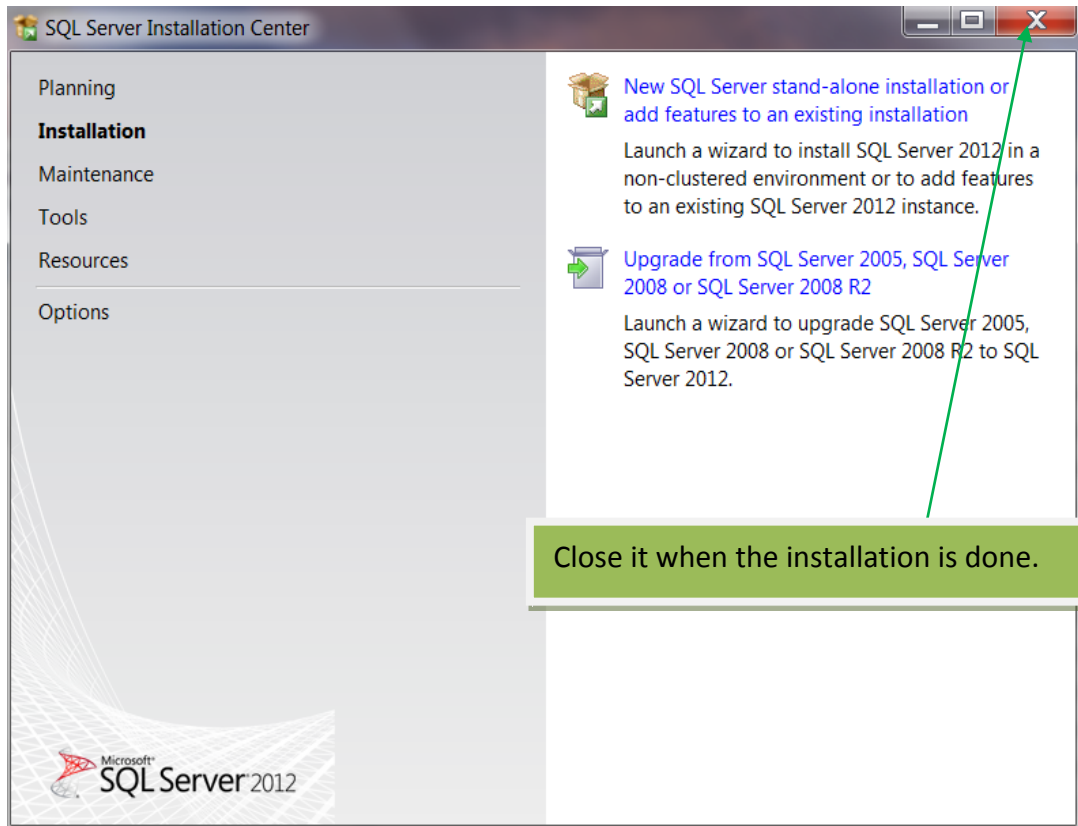 SQL Server Installation Center
X
Planning
Installation
Maintenance
Tools
Resources
Options
New SQL Server stand-alone installation or
add features to an existing installation
Launch a wizard to install SQL Server 2012 in a
non-clustered environment or to add features
to an existing SQL Server 2012 instance.
Upgrade from SQL Server 2005, SQL Server
2008 or SQL Server 2008 R2
Launch a wizard to upgrade SQL Server 2005,
SQL Server 2008 or SQL Server 2008 R2 to SQL
Server 2012.
Close it when the installation is done.
Microsoft®
SQL Server® 2012